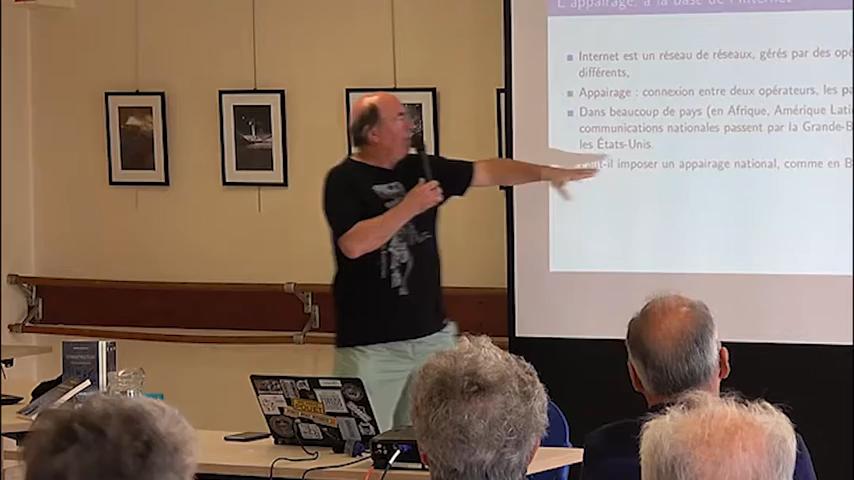 L'appairage, à la base de l'Internet
Internet est un réseau de réseaux, gérés par des opé
différents,
Appairage : connexion entre deux opérateurs, les pa
Dans beaucoup de pays (en Afrique, Amérique Latin
communications nationales passent par la Grande-B
les États-Unis.
-il imposer un appairage national, comme en B